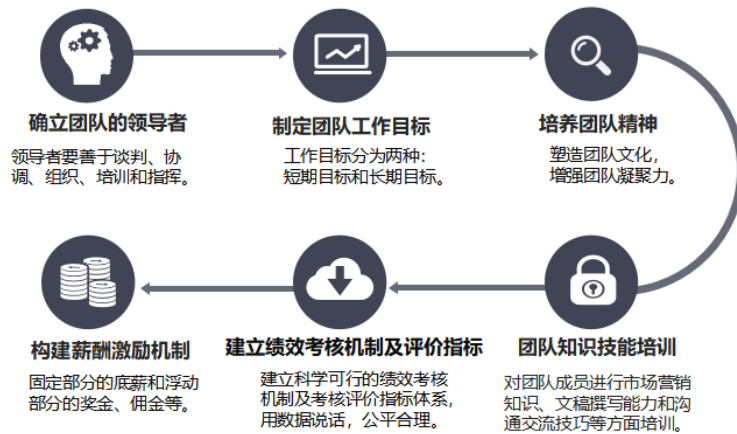 确立团队的领导者
领导者要善于谈判、协
调、组织、培训和指挥。
制定团队工作目标
工作目标分为两种：
短期目标和长期目标。
培养团队精神
塑造团队文化，
增强团队凝聚力。
团队知识技能培训
对团队成员进行市场营销
知识、文稿撰写能力和沟
通交流技巧等方面培训。
建立绩效考核机制及评价指标
建立科学可行的绩效考核
机制及考核评价指标体系，
用数据说话，公平合理。
构建薪酬激励机制
固定部分的底薪和浮动
部分的奖金、佣金等。